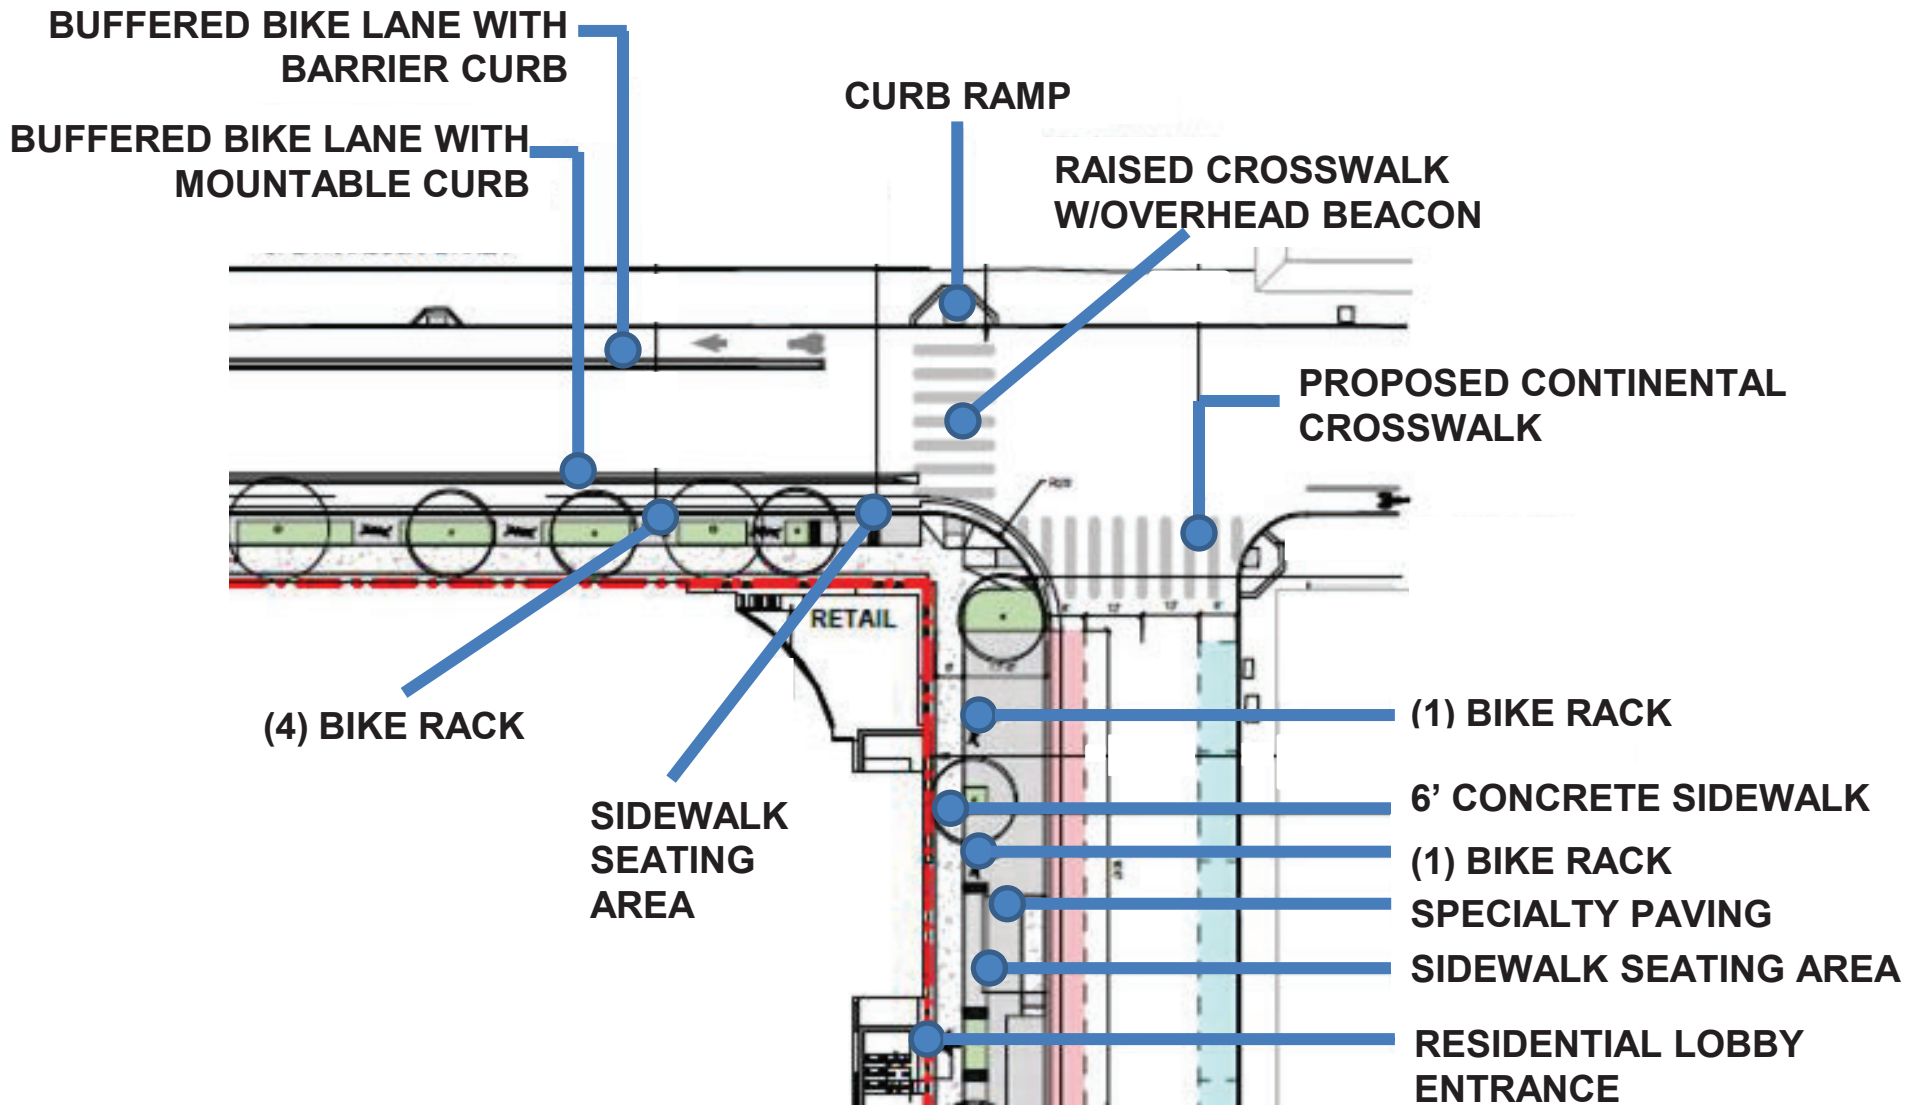 BUFFERED BIKE LANE WITH
BARRIER CURB
CURB RAMP
BUFFERED BIKE LANE WITH
MOUNTABLE CURB
RAISED CROSSWALK
W/OVERHEAD BEACON
PROPOSED CONTINENTAL
CROSSWALK
RETAIL
(4) BIKE RACK
(1) BIKE RACK
SIDEWALK
SEATING
AREA
6’ CONCRETE SIDEWALK
(1) BIKE RACK
SPECIALTY PAVING
SIDEWALK SEATING AREA
RESIDENTIAL LOBBY
ENTRANCE